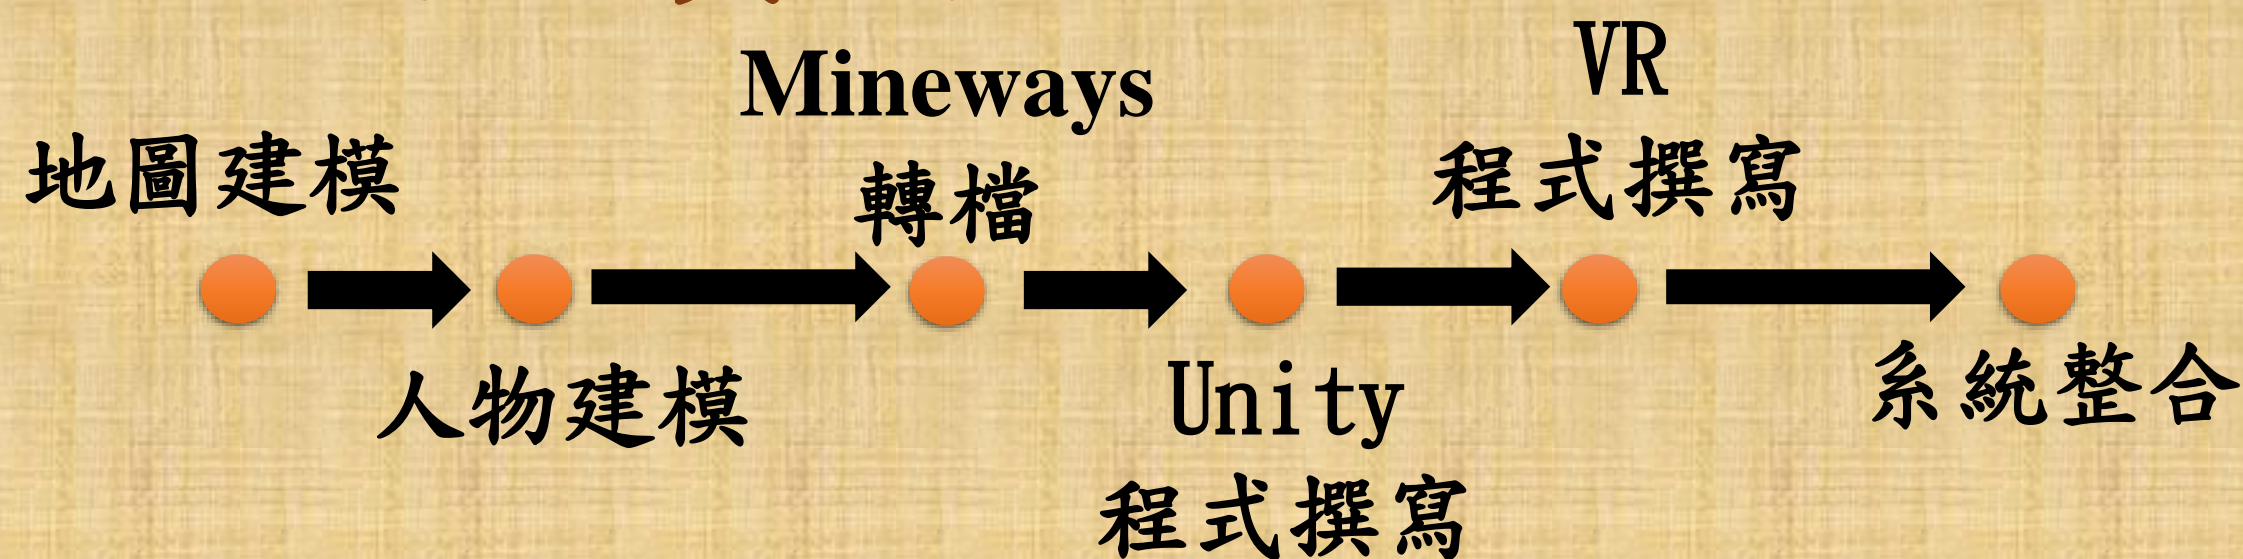 地圖建模
人物建模
Mineways
轉檔
Unity
程式撰寫
VR
程式撰寫
系統整合